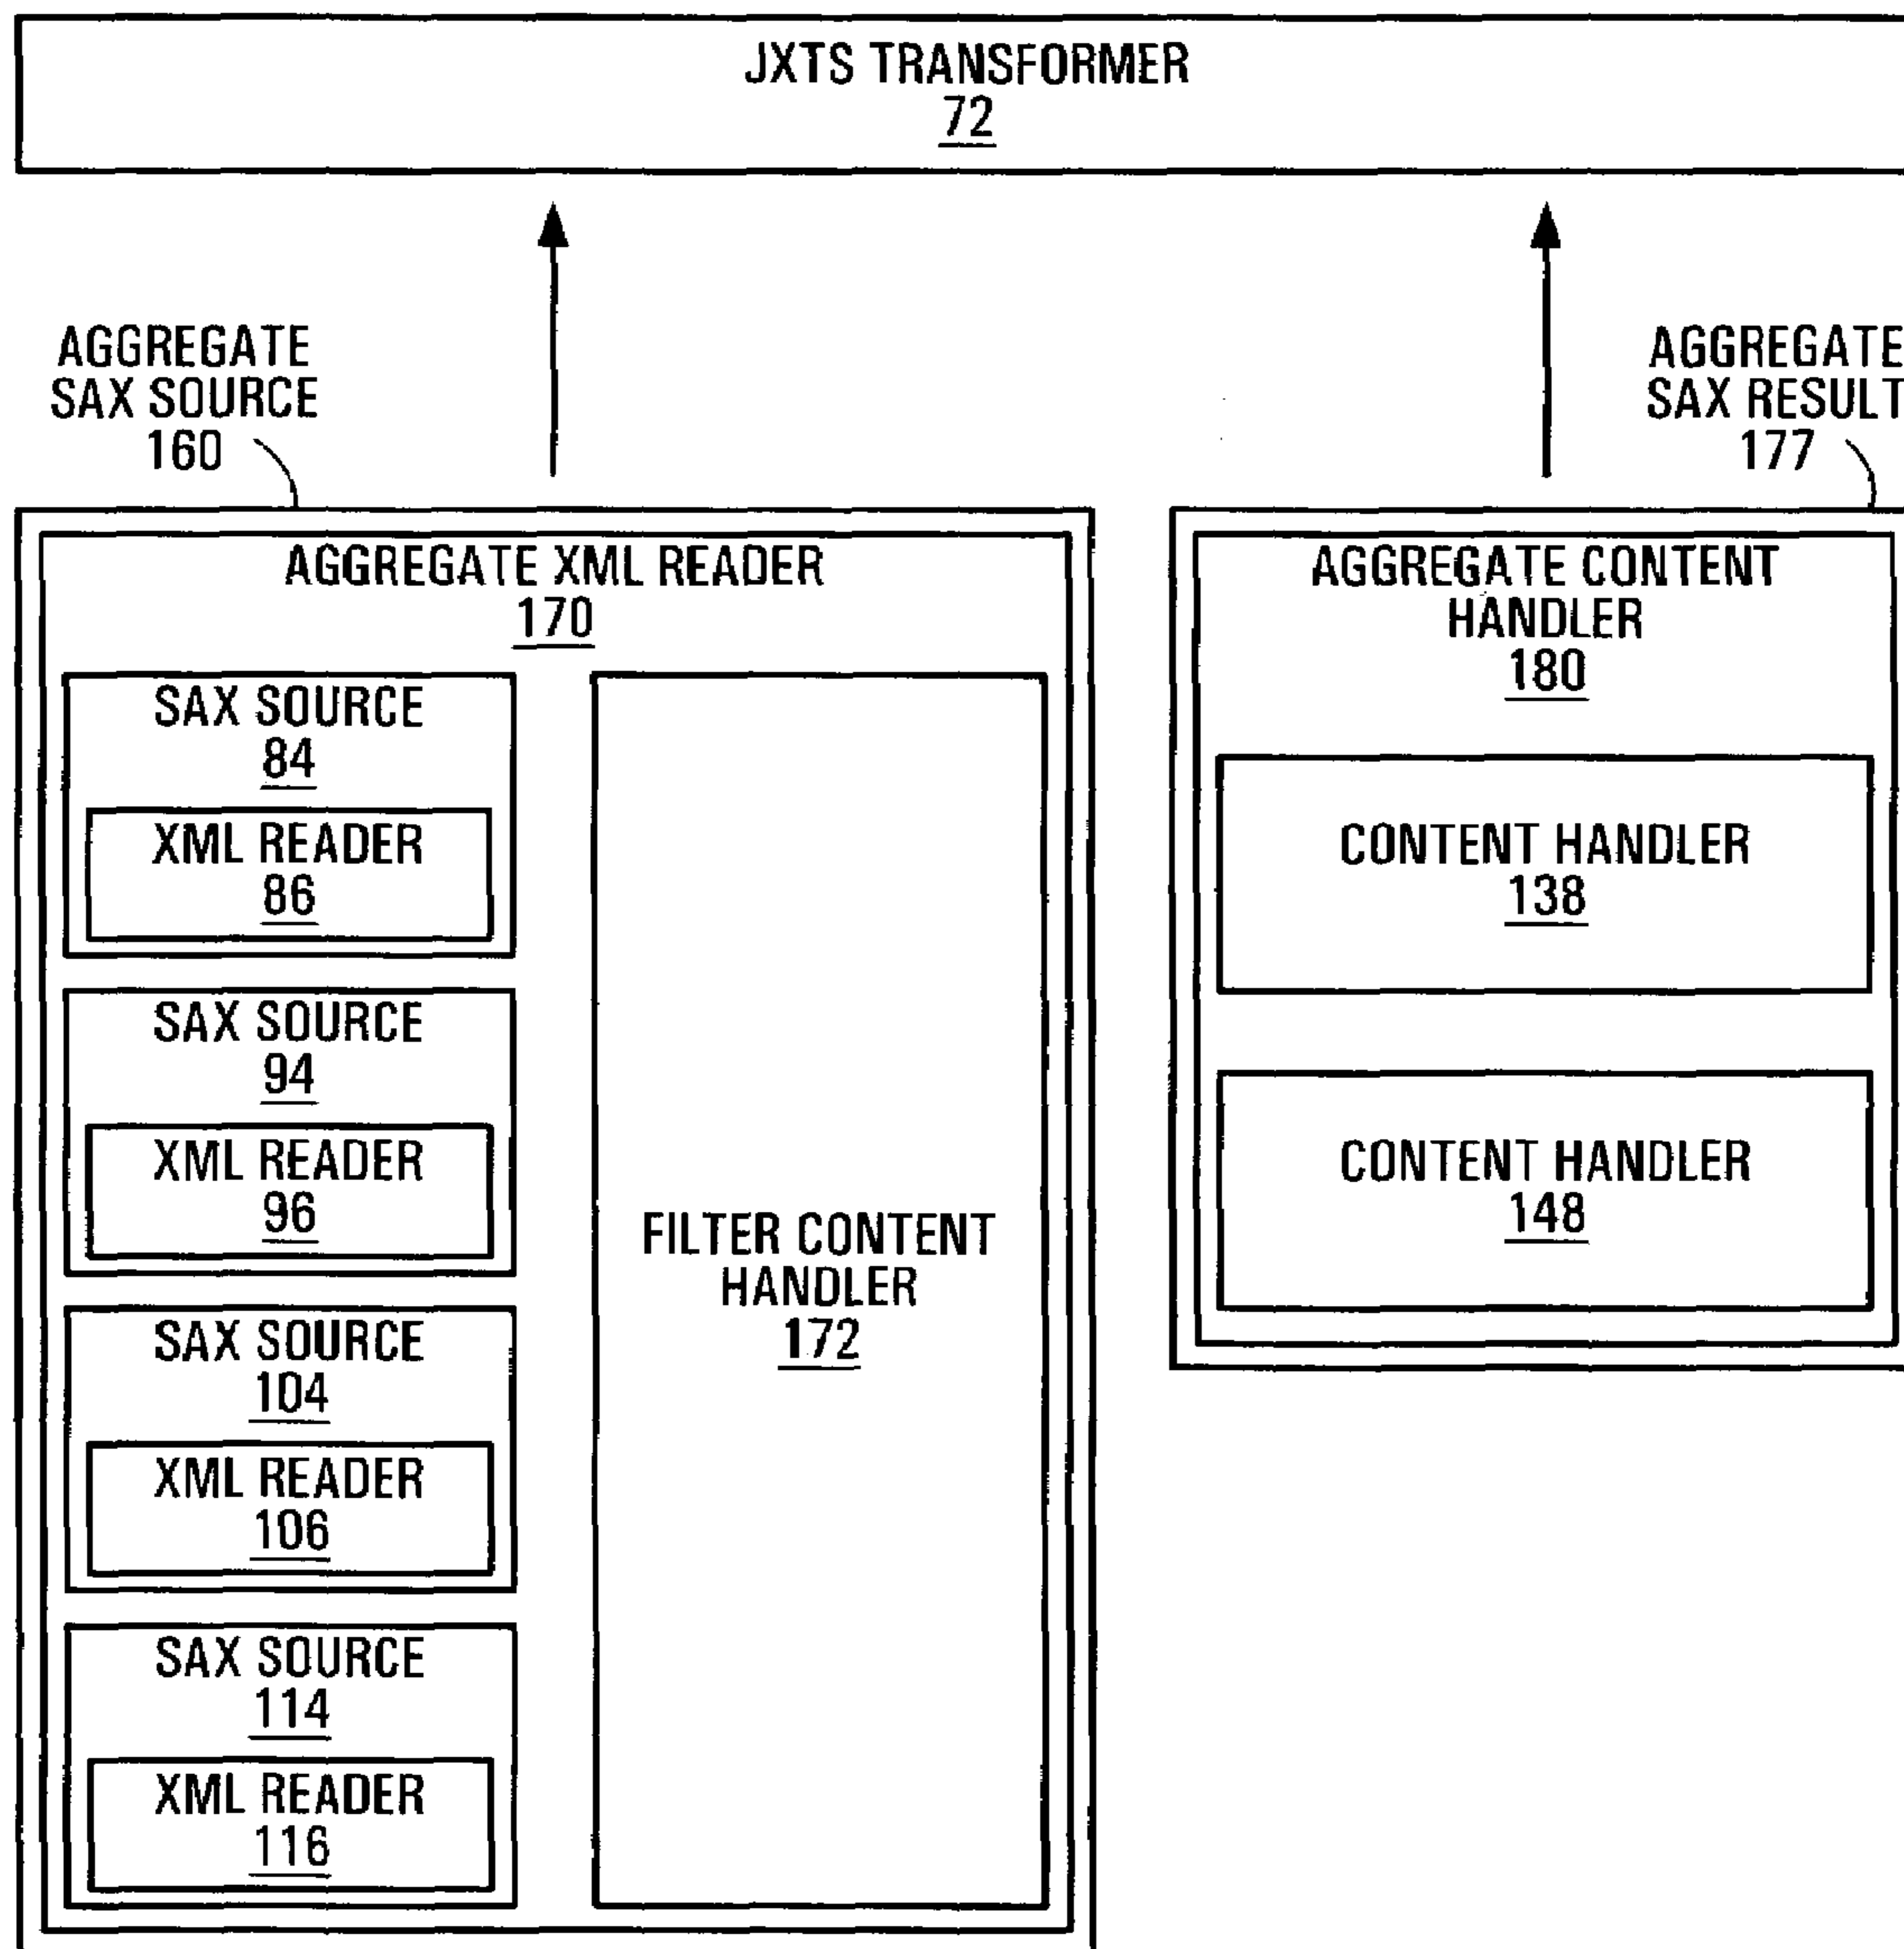 JXTS TRANSFORMER
72
AGGREGATE
SAX SOURCE
160
AGGREGATE
SAX RESULT
177
AGGREGATE XML READER
170
SAX SOURCE
84
XML READER
86
SAX SOURCE
94
XML READER
96
SAX SOURCE
104
XML READER
106
SAX SOURCE
114
XML READER
116
FILTER CONTENT
HANDLER
172
AGGREGATE CONTENT
HANDLER
180
CONTENT HANDLER
138
CONTENT HANDLER
148